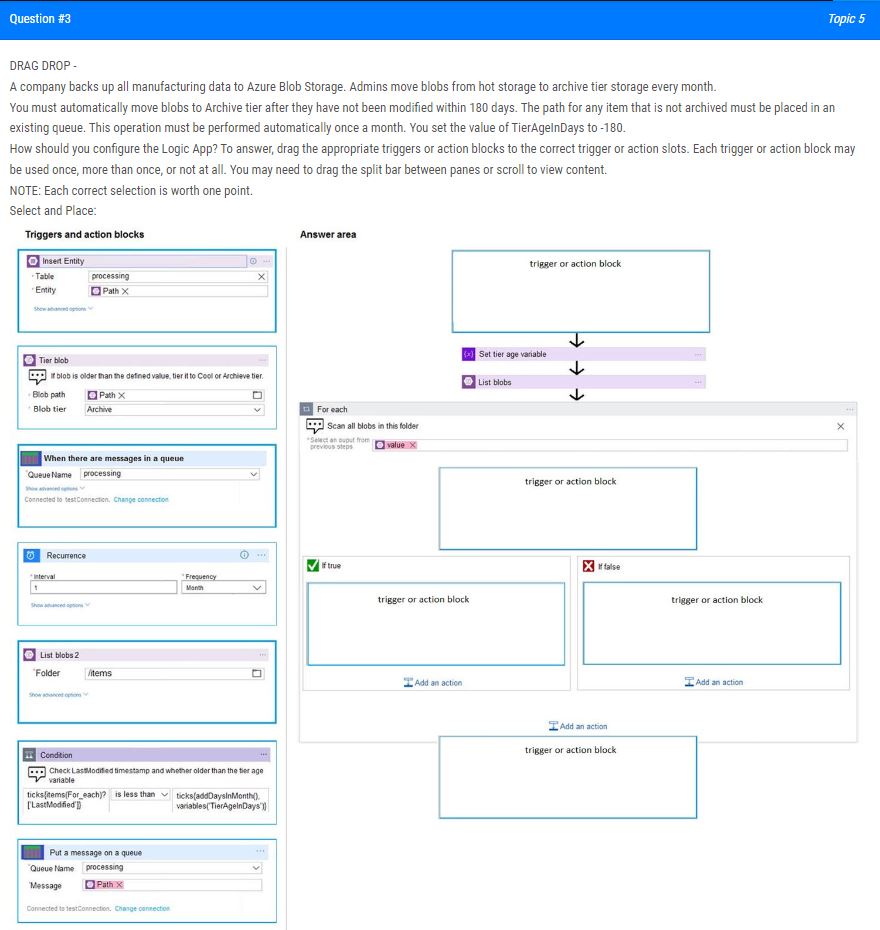 Question #3
Topic 5
DRAG DROP -
A company backs up all manufacturing data to Azure Blob Storage. Admins move blobs from hot storage to archive tier storage every month.
You must automatically move blobs to Archive tier after they have not been modified within 180 days. The path for any item that is not archived must be placed in an
existing queue. This operation must be performed automatically once a month. You set the value of TierAgeInDays to -180.
How should you configure the Logic App? To answer, drag the appropriate triggers or action blocks to the correct trigger or action slots. Each trigger or action block may
be used once, more than once, or not at all. You may need to drag the split bar between panes or scroll to view content.
NOTE: Each correct selection is worth one point.
Select and Place:
Triggers and action blocks
Insert Entity
* Table processing
* Entity Path
Show advanced options
Tier blob
If blob is older than the defined value, tier it to Cool or Archieve tier.
* Blob path Path
* Blob tier Archive
When there are messages in a queue
*Queue Name processing
Show advanced options
Connected to testConnection. Change connection
Recurrence
* Interval * Frequency
1 Month
Show advanced options
List blobs 2
*Folder /items
Show advanced options
Condition
Check LastModified timestamp and whether older than the tier age
variable
ticks(items(For_each)? is less than ticks(addDaysInMonth(),
['LastModified']) variables('TierAgeInDays'))
Put a message on a queue
*Queue Name processing
*Message Path
Connected to testConnection. Change connection
Answer area
trigger or action block
{x} Set tier age variable
List blobs
For each
Scan all blobs in this folder
*Select an ouput from
previous steps
value
trigger or action block
If true
trigger or action block
Add an action
If false
trigger or action block
Add an action
Add an action
trigger or action block